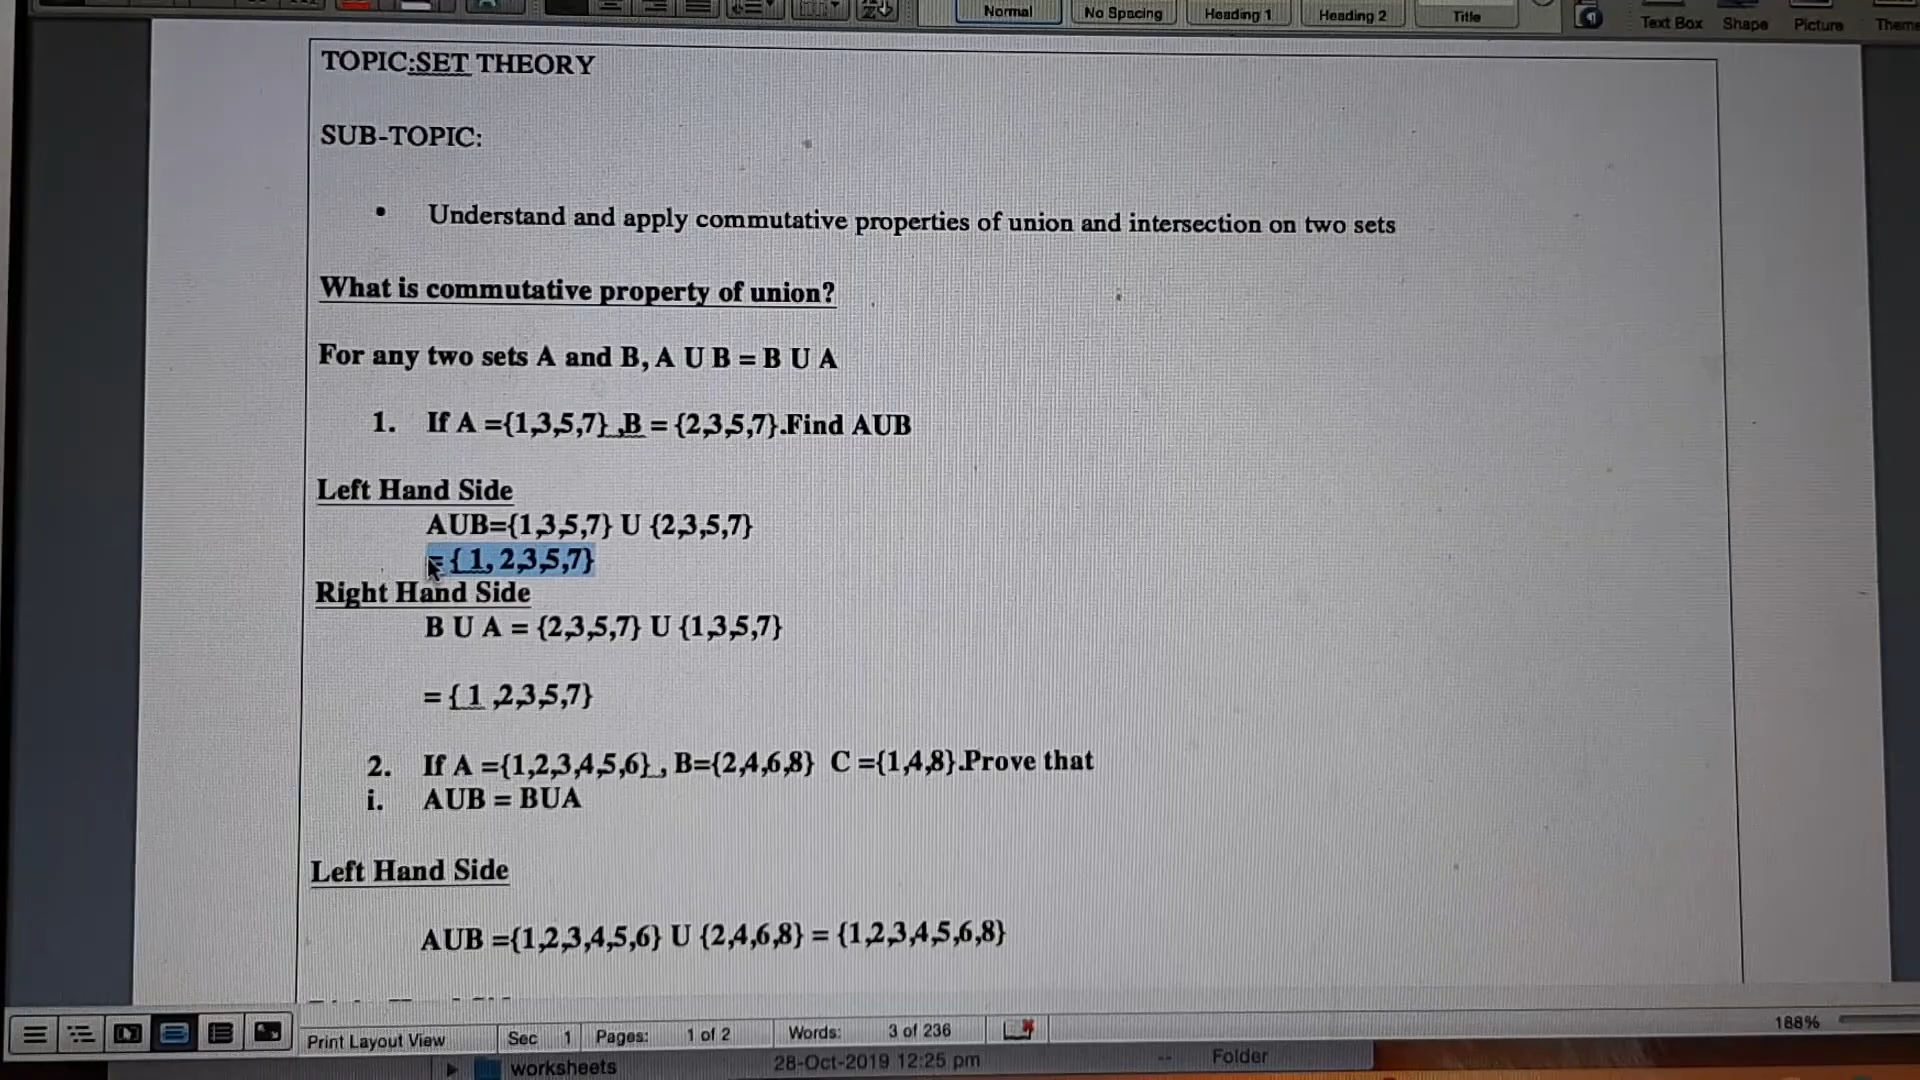 Normal No Spacing Heading 1 Heading 2 Title Text Box Shape Picture Theme
TOPIC:SET THEORY
SUB-TOPIC:
• Understand and apply commutative properties of union and intersection on two sets
What is commutative property of union?
For any two sets A and B, A U B = B U A
1. If A ={1,3,5,7} ,B = {2,3,5,7}.Find AUB
Left Hand Side
AUB={1,3,5,7} U {2,3,5,7}
= { 1, 2,3,5,7}
Right Hand Side
B U A = {2,3,5,7} U {1,3,5,7}
= { 1 ,2,3,5,7}
2. If A ={1,2,3,4,5,6} , B={2,4,6,8} C ={1,4,8}.Prove that
i. AUB = BUA
Left Hand Side
AUB ={1,2,3,4,5,6} U {2,4,6,8} = {1,2,3,4,5,6,8}
Print Layout View Sec 1 Pages: 1 of 2 Words: 3 of 236 188%
worksheets 28-Oct-2019 12:25 pm -- Folder